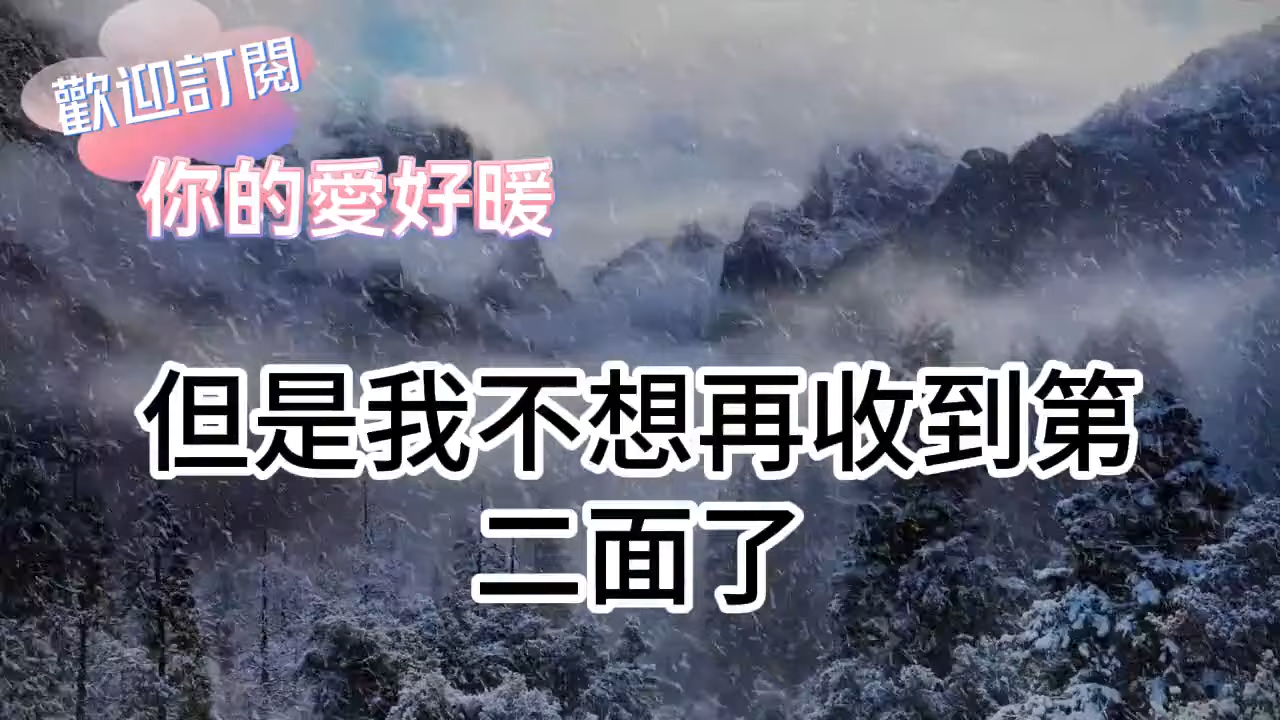 歡迎訂閱
你的愛好暖
但是我不想再收到第
二面了